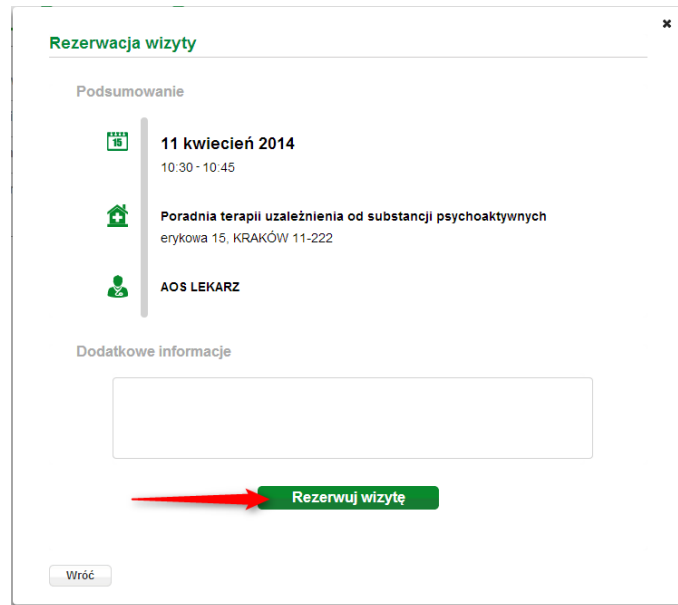 Rezerwacja wizyty
Podsumowanie
15
11 kwiecień 2014
10:30 - 10:45
Poradnia terapii uzależnienia od substancji psychoaktywnych
erykowa 15, KRAKÓW 11-222
AOS LEKARZ
Dodatkowe informacje
Rezerwuj wizytę
Wróć